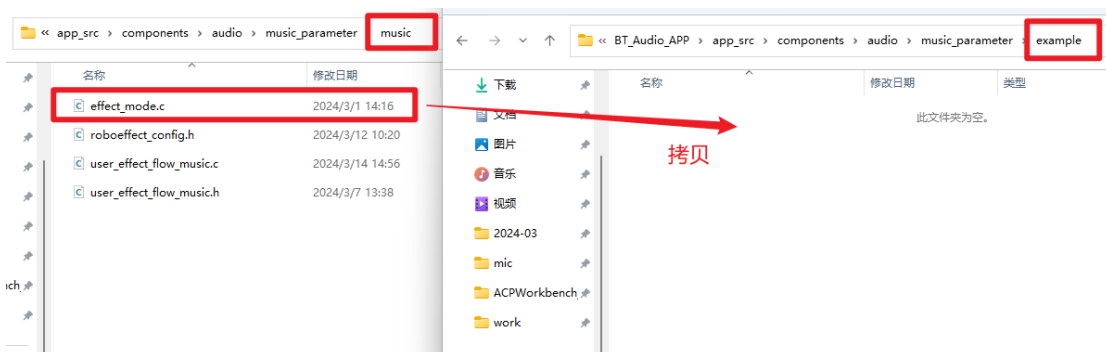 « app_src › components › audio › music_parameter › music
名称 修改日期
effect_mode.c 2024/3/1 14:16
roboeffect_config.h 2024/3/12 10:20
user_effect_flow_music.c 2024/3/14 14:56
user_effect_flow_music.h 2024/3/7 13:38
« BT_Audio_APP › app_src › components › audio › music_parameter › example
名称 修改日期 类型
此文件夹为空。
下载
文档
图片
音乐
视频
2024-03
mic
ACPWorkbench_
work
拷贝